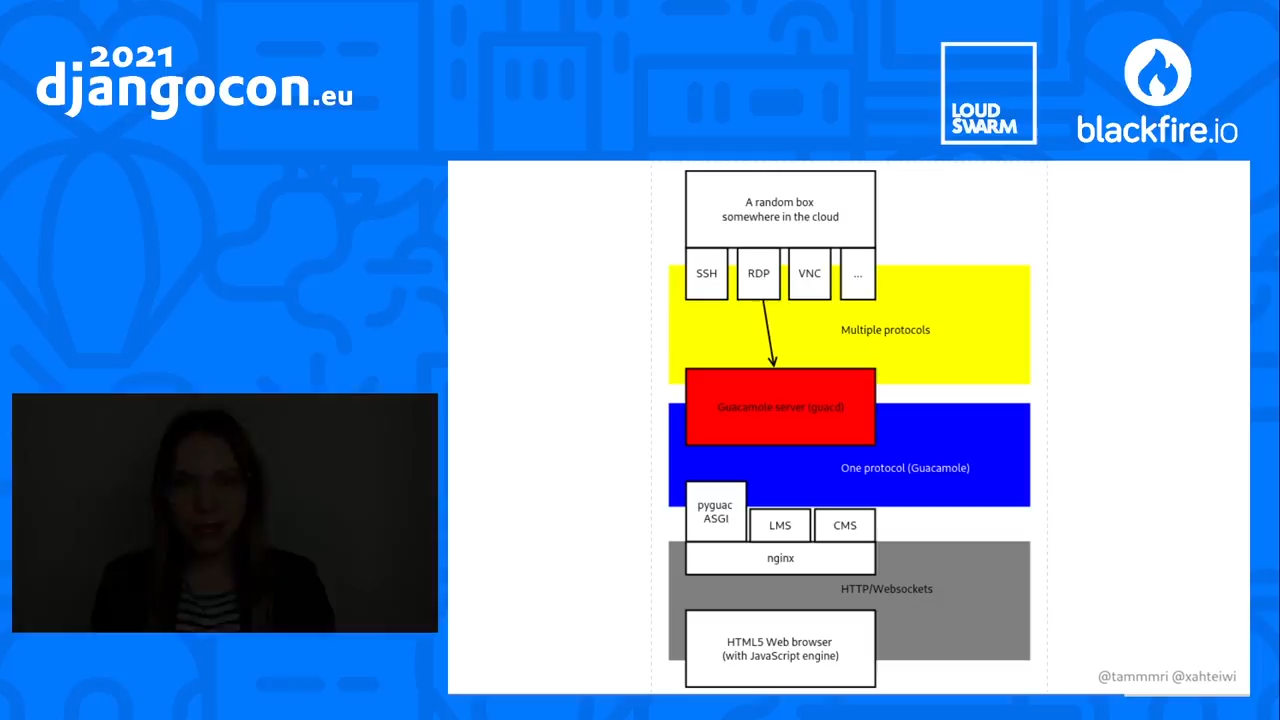 2021
djangocon.eu
LOUD
SWARM
blackfire.io
A random box
somewhere in the cloud
SSH
RDP
VNC
...
Multiple protocols
Guacamole server (guacd)
One protocol (Guacamole)
pyguac
ASGI
LMS
CMS
nginx
HTTP/Websockets
HTML5 Web browser
(with JavaScript engine)
@tammmri @xahteiwi